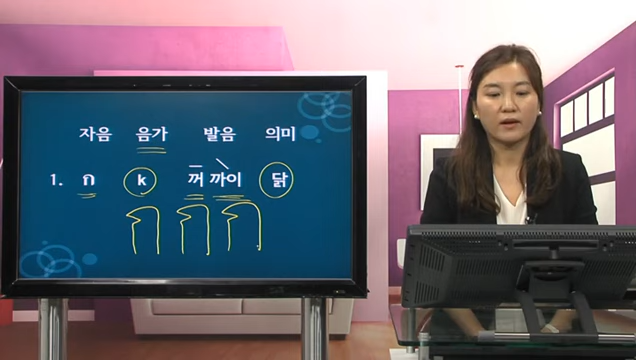 자음 음가 발음 의미
1. ก k 꺼 까이 닭
ก ก ก